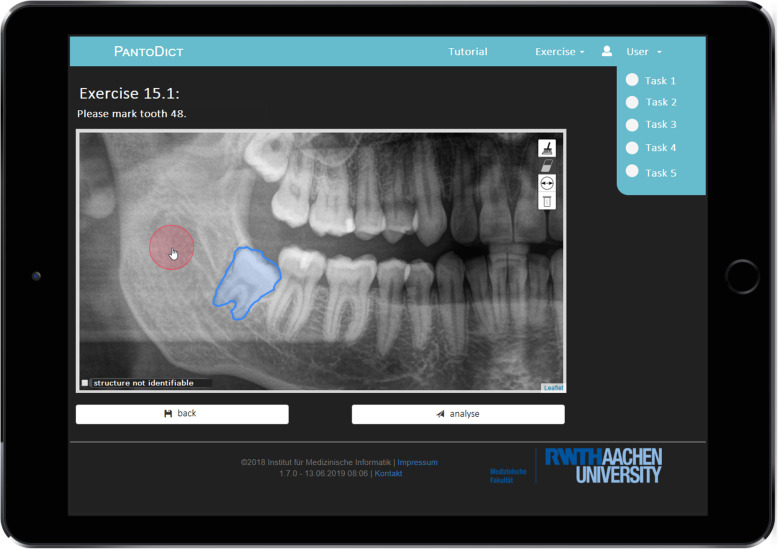 PANTODICT Tutorial Exercise User
Task 1
Task 2
Task 3
Task 4
Task 5
Exercise 15.1:
Please mark tooth 48.
structure not identifiable
Leaflet
back
analyse
©2018 Institut für Medizinische Informatik | Impressum
1.7.0 - 13.06.2019 08:06 | Kontakt
Medizinische
Fakultät
RWTHAACHEN
UNIVERSITY